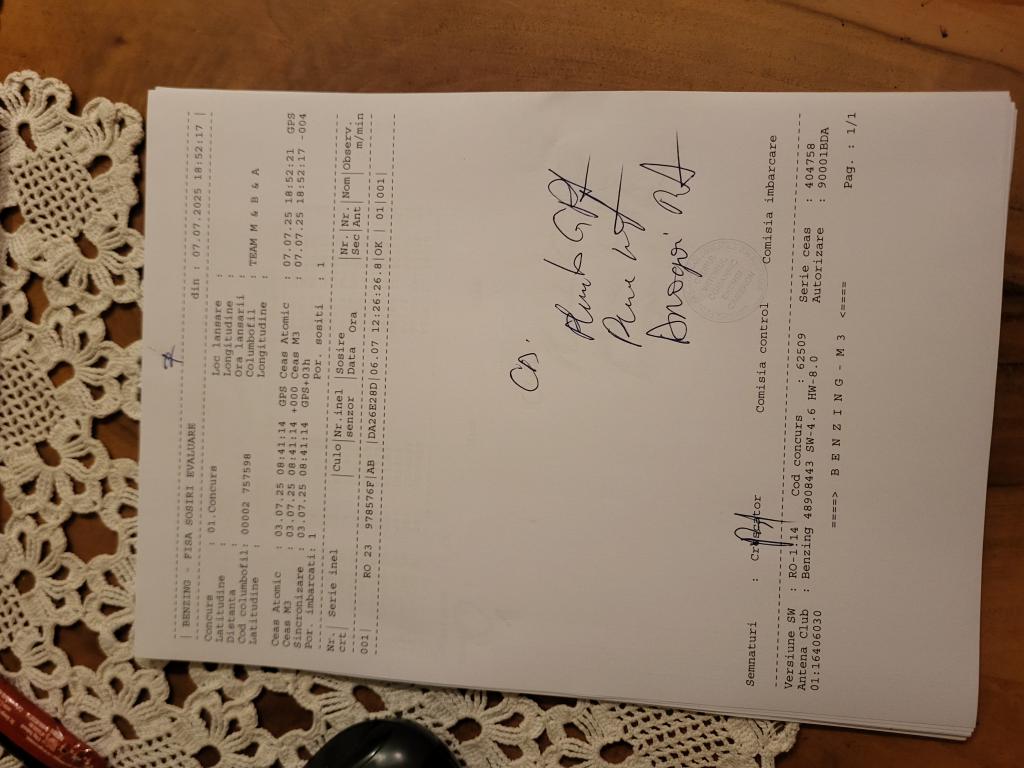 | BENZING - FISA SOSIRI EVALUARE din : 07.07.2025 18:52:17 |
Concurs : 01.Concurs Loc lansare :
Latitudine : Longitudine :
Distanta : Ora lansarii :
Cod columbofil: 00002 757598 Columbofil : TEAM M & B & A
Latitudine : Longitudine :
Ceas Atomic : 03.07.25 08:41:14 GPS Ceas Atomic : 07.07.25 18:52:21 GPS
Ceas M3 : 03.07.25 08:41:14 +000 Ceas M3 : 07.07.25 18:52:17 -004
Sincronizare : 03.07.25 08:41:14 GPS+03h
Por. imbarcati: 1 Por. sositi : 1
Nr.| Serie inel |Culo|Nr.inel |Sosire |Nr. |Nr.|Nom|Observ.
crt| | |senzor |Data Ora |Sec|Ant| | m/min
001| RO 23 978576F|AB |DA26E28D|06.07 12:26:26.8|OK | 01|001|
Semnaturi : Crescator Comisia control Comisia imbarcare
Versiune SW : RO-1.14 Cod concurs : 62509 Serie ceas : 404758
Antena Club : Benzing 48908443 SW-4.6 HW-8.0 Autorizare : 90001BDA
01:16406030
====> B E N Z I N G - M 3 <====
Pag. : 1/1